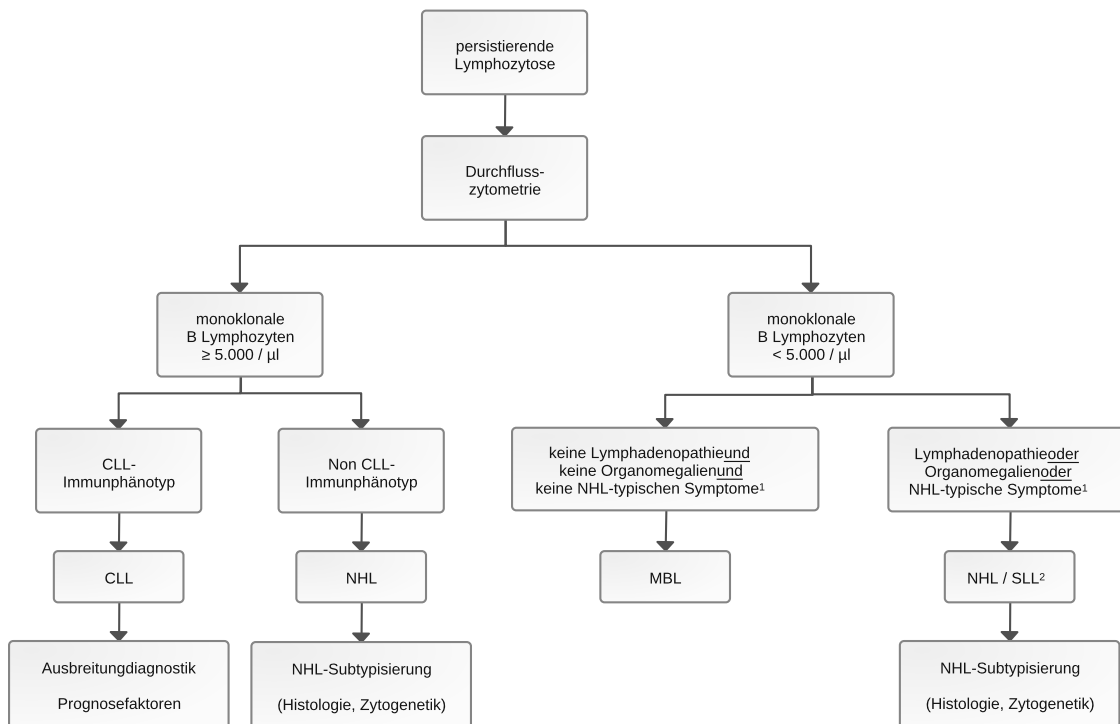 persistierende
Lymphozytose
Durchfluss-
zytometrie
monoklonale
B Lymphozyten
≥ 5.000 / µl
monoklonale
B Lymphozyten
< 5.000 / µl
CLL-
Immunphänotyp
Non CLL-
Immunphänotyp
keine Lymphadenopathieund
keine Organomegalienund
keine NHL-typischen Symptome¹
Lymphadenopathieoder
Organomegalienoder
NHL-typische Symptome¹
CLL
NHL
MBL
NHL / SLL²
Ausbreitungdiagnostik
Prognosefaktoren
NHL-Subtypisierung
(Histologie, Zytogenetik)
NHL-Subtypisierung
(Histologie, Zytogenetik)